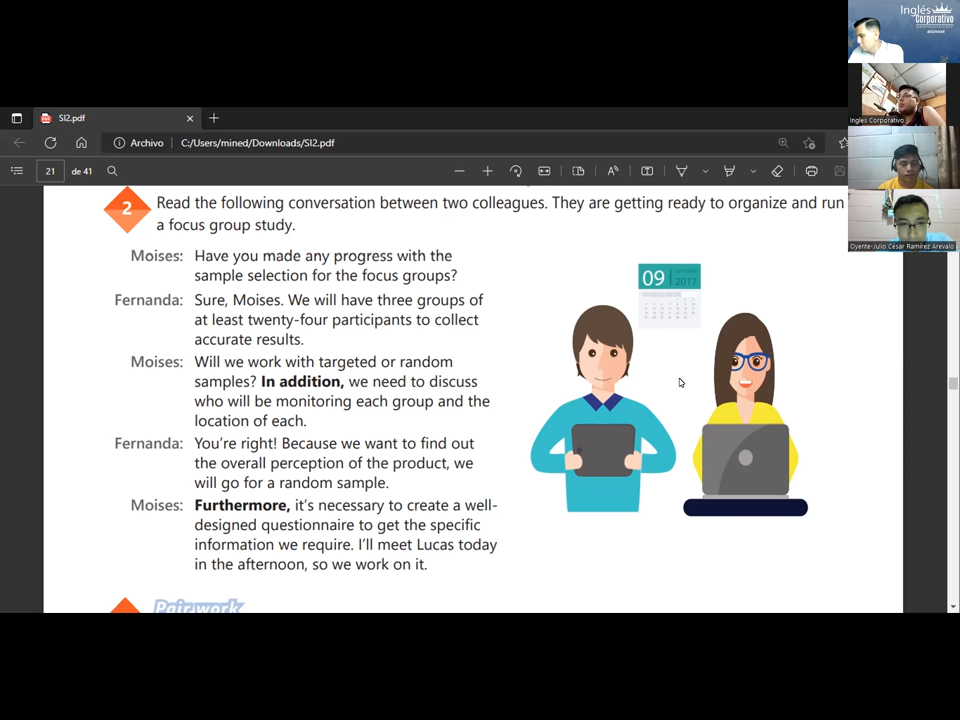 Inglés
Corporativo
SI2.pdf
Ingles Corporativo
Archivo
C:/Users/mined/Downloads/SI2.pdf
21
de 41
Oyente-Julio César Ramírez Arevalo
2
Read the following conversation between two colleagues. They are getting ready to organize and run
a focus group study.
Moises: Have you made any progress with the
sample selection for the focus groups?
Fernanda: Sure, Moises. We will have three groups of
at least twenty-four participants to collect
accurate results.
Moises: Will we work with targeted or random
samples? In addition, we need to discuss
who will be monitoring each group and the
location of each.
Fernanda: You're right! Because we want to find out
the overall perception of the product, we
will go for a random sample.
Moises: Furthermore, it's necessary to create a well-
designed questionnaire to get the specific
information we require. I'll meet Lucas today
in the afternoon, so we work on it.
09
2017
Pair work